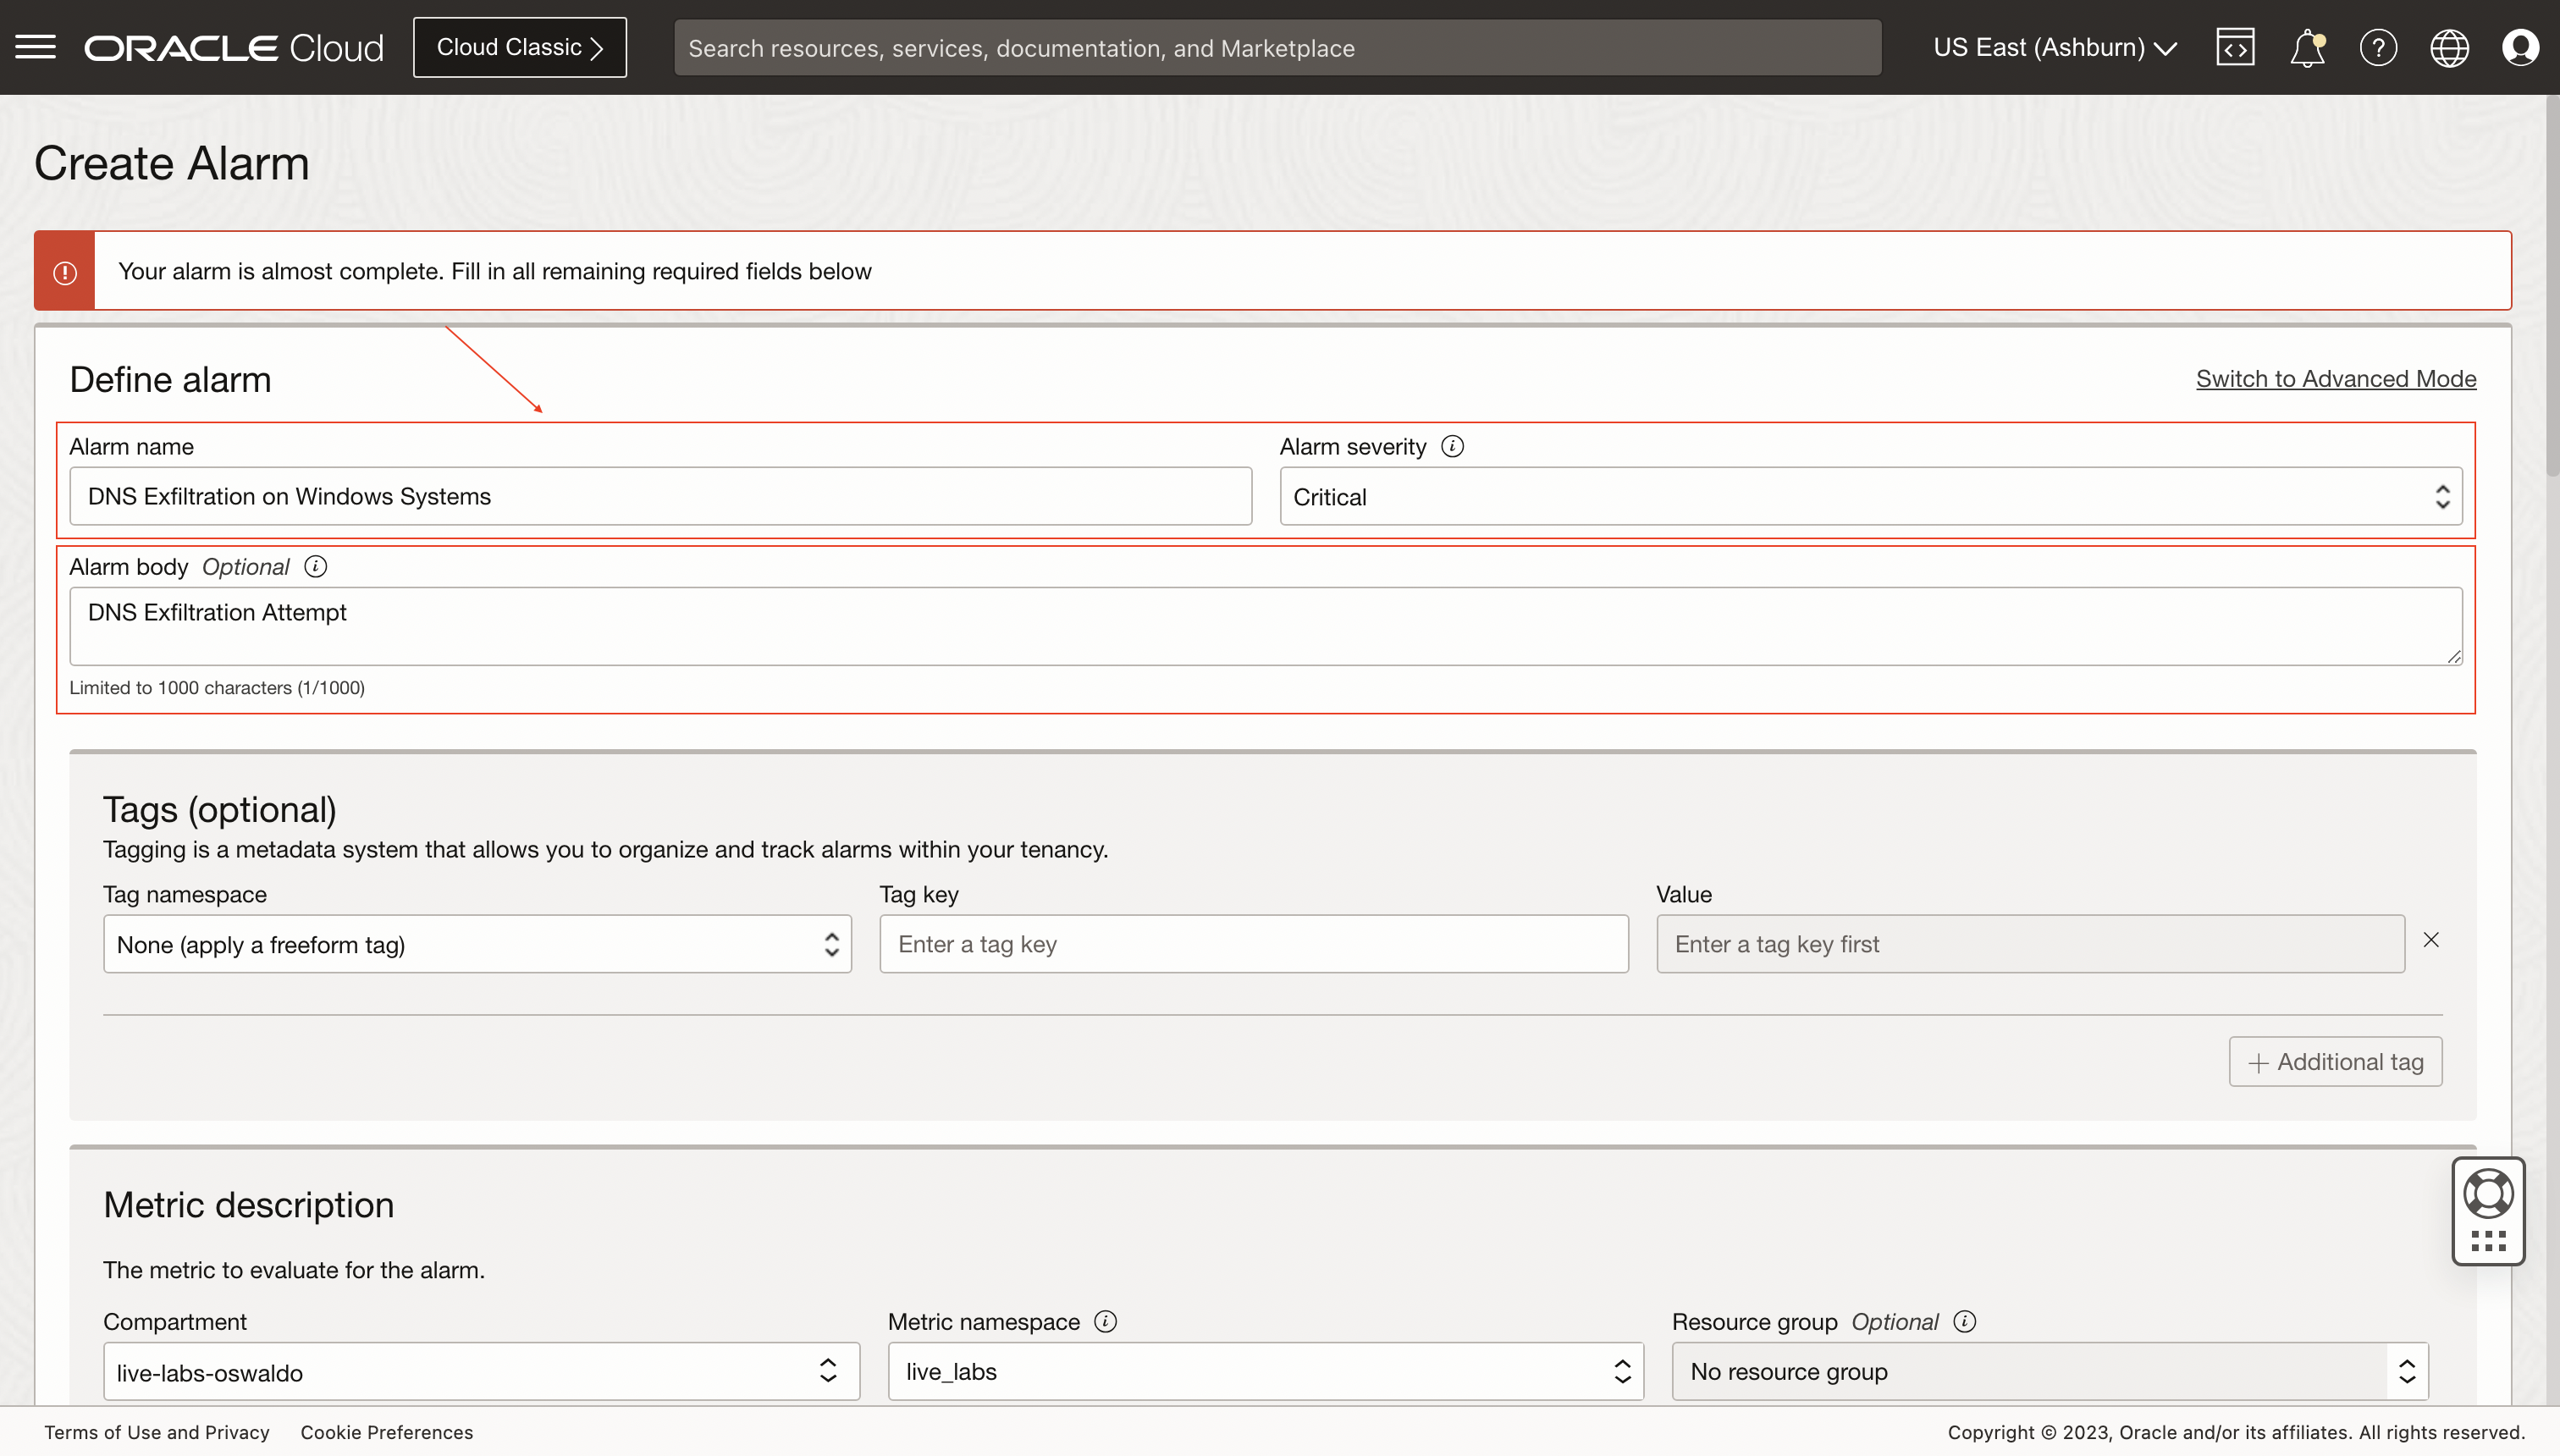 ORACLE Cloud
Cloud Classic
Search resources, services, documentation, and Marketplace
US East (Ashburn)
Create Alarm
Your alarm is almost complete. Fill in all remaining required fields below
Define alarm
Switch to Advanced Mode
Alarm name
Alarm severity
DNS Exfiltration on Windows Systems
Critical
Alarm body Optional
DNS Exfiltration Attempt
Limited to 1000 characters (1/1000)
Tags (optional)
Tagging is a metadata system that allows you to organize and track alarms within your tenancy.
Tag namespace
Tag key
Value
None (apply a freeform tag)
Enter a tag key
Enter a tag key first
Additional tag
Metric description
The metric to evaluate for the alarm.
Compartment
Metric namespace
Resource group Optional
live-labs-oswaldo
live_labs
No resource group
Terms of Use and Privacy
Cookie Preferences
Copyright © 2023, Oracle and/or its affiliates. All rights reserved.